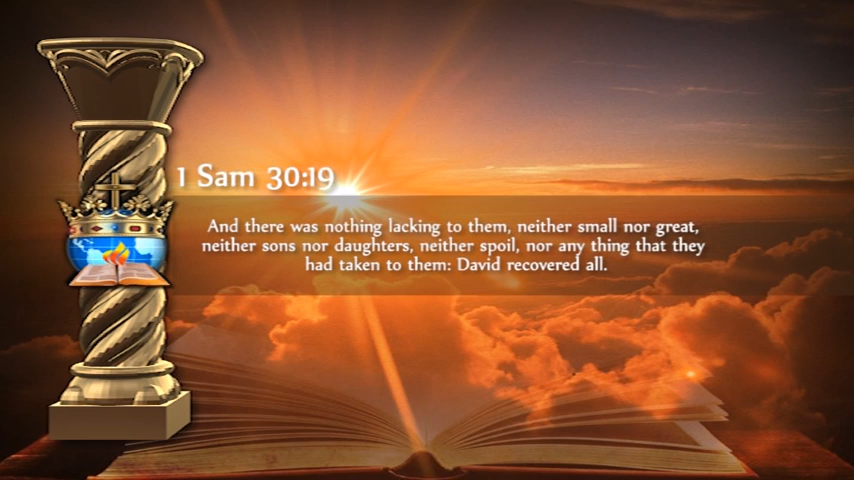 1 Sam 30:19
And there was nothing lacking to them, neither small nor great,
neither sons nor daughters, neither spoil, nor any thing that they
had taken to them: David recovered all.